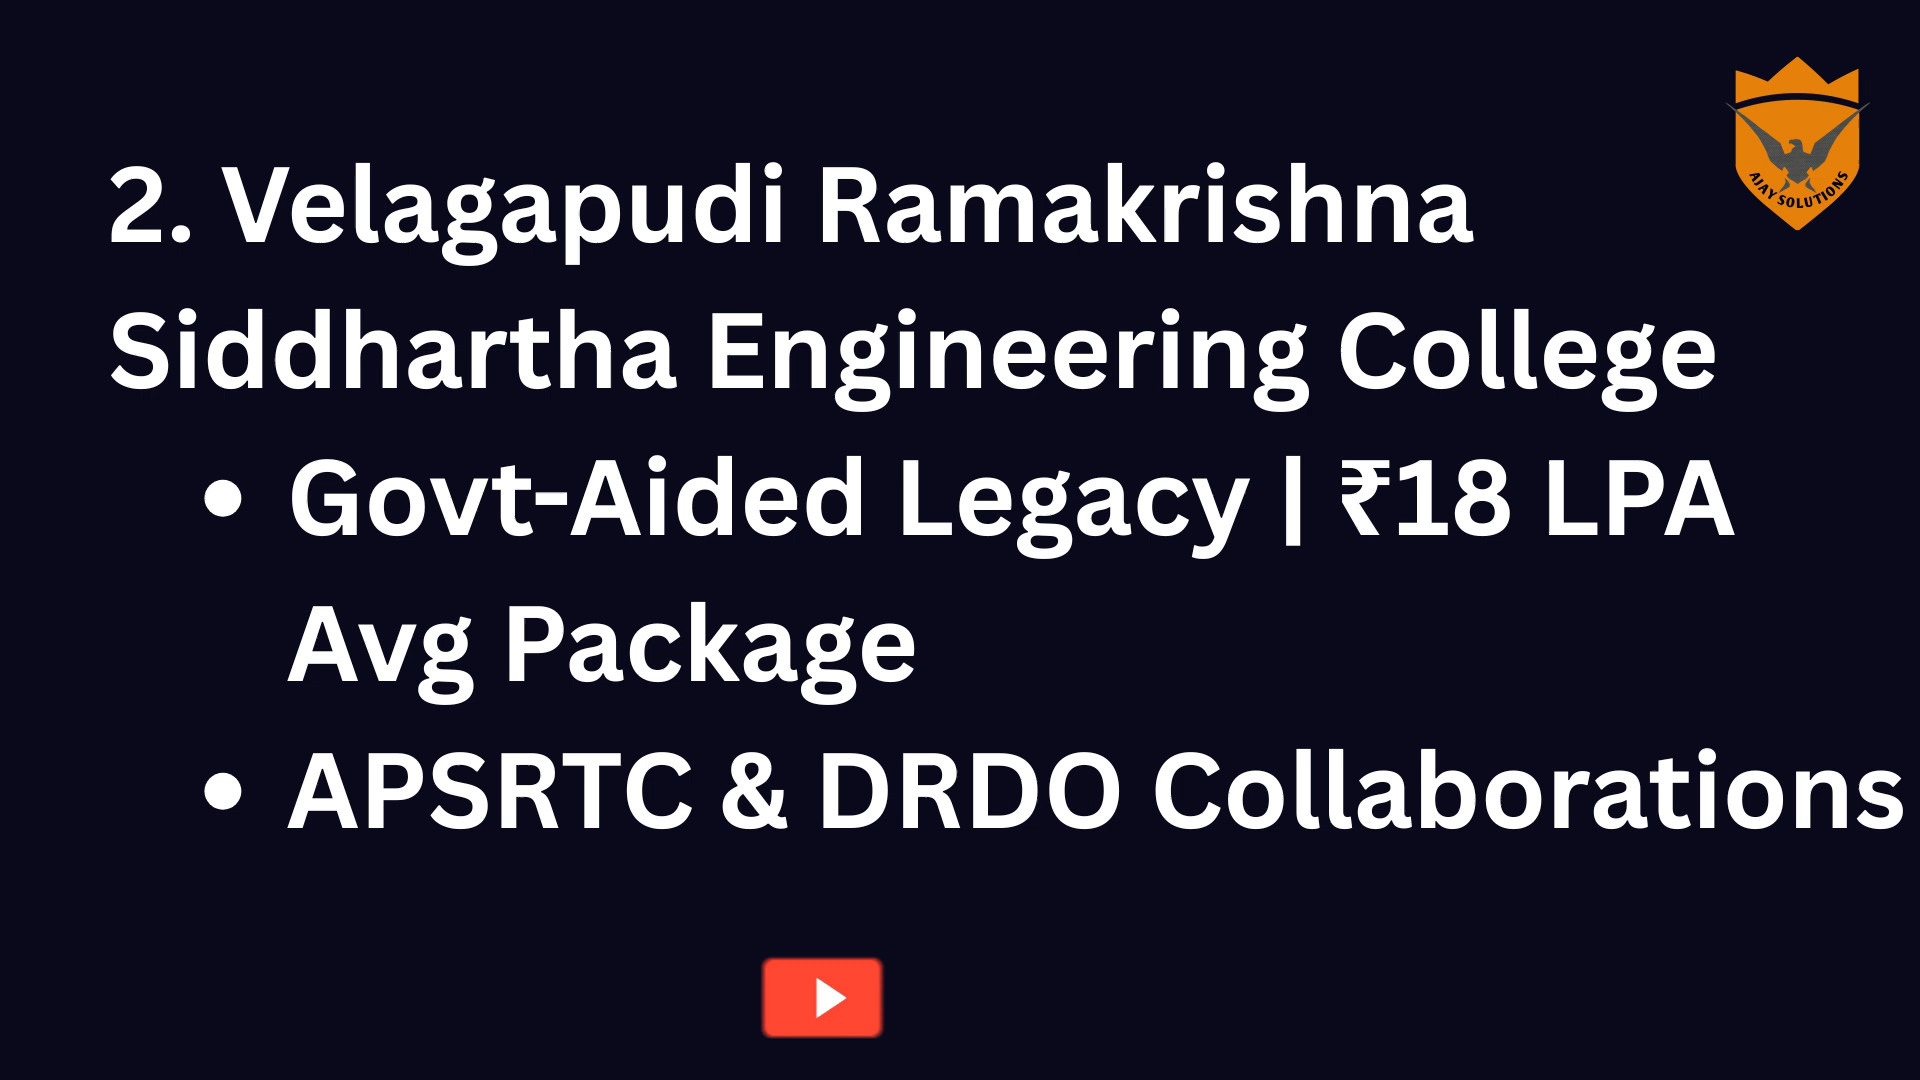 AJAY SOLUTIONS
2. Velagapudi Ramakrishna
Siddhartha Engineering College
• Govt-Aided Legacy | ₹18 LPA
Avg Package
• APSRTC & DRDO Collaborations